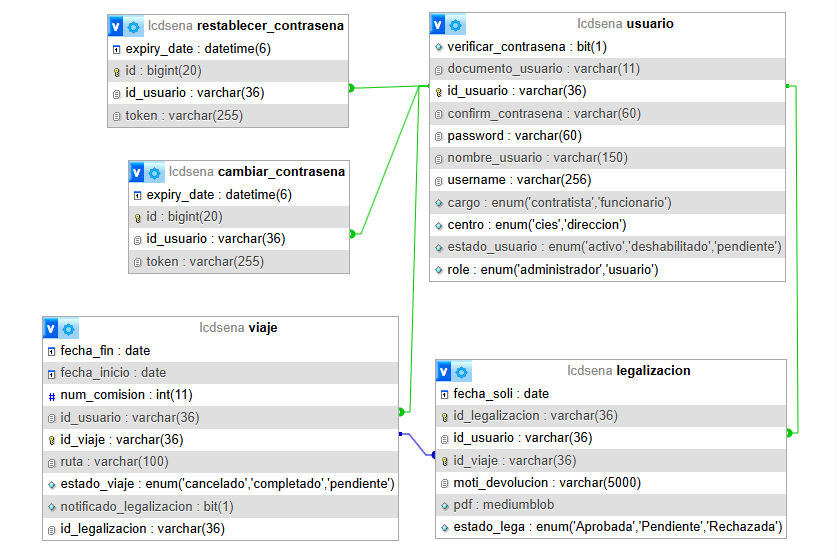 v lcdsena restablecer_contrasena
expiry_date : datetime(6)
id : bigint(20)
id_usuario : varchar(36)
token : varchar(255)
v lcdsena cambiar_contrasena
expiry_date : datetime(6)
id : bigint(20)
id_usuario : varchar(36)
token : varchar(255)
v lcdsena viaje
fecha_fin : date
fecha_inicio : date
# num_comision : int(11)
id_usuario : varchar(36)
id_viaje : varchar(36)
ruta : varchar(100)
estado_viaje : enum('cancelado','completado','pendiente')
notificado_legalizacion : bit(1)
id_legalizacion : varchar(36)
v lcdsena usuario
verificar_contrasena : bit(1)
documento_usuario : varchar(11)
id_usuario : varchar(36)
confirm_contrasena : varchar(60)
password : varchar(60)
nombre_usuario : varchar(150)
username : varchar(256)
cargo : enum('contratista','funcionario')
centro : enum('cies','direccion')
estado_usuario : enum('activo','deshabilitado','pendiente')
role : enum('administrador','usuario')
v lcdsena legalizacion
fecha_soli : date
id_legalizacion : varchar(36)
id_usuario : varchar(36)
id_viaje : varchar(36)
moti_devolucion : varchar(5000)
pdf : mediumblob
estado_lega : enum('Aprobada','Pendiente','Rechazada')